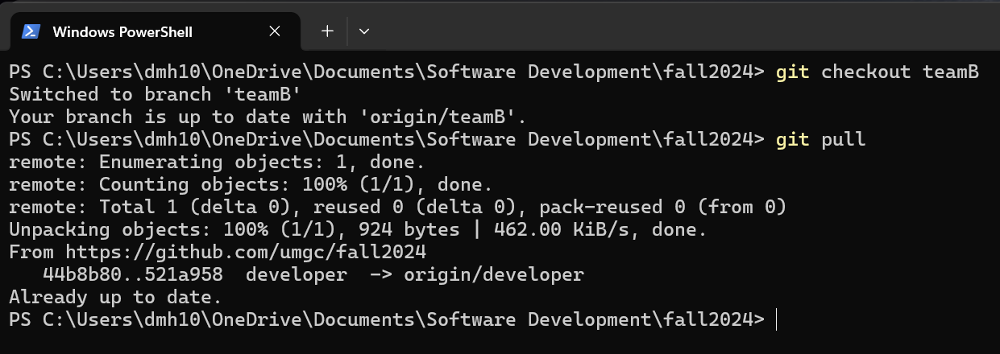 Windows PowerShell
PS C:\Users\dmh10\OneDrive\Documents\Software Development\fall2024> git checkout teamB
Switched to branch 'teamB'
Your branch is up to date with 'origin/teamB'.
PS C:\Users\dmh10\OneDrive\Documents\Software Development\fall2024> git pull
remote: Enumerating objects: 1, done.
remote: Counting objects: 100% (1/1), done.
remote: Total 1 (delta 0), reused 0 (delta 0), pack-reused 0 (from 0)
Unpacking objects: 100% (1/1), 924 bytes | 462.00 KiB/s, done.
From https://github.com/umgc/fall2024
   44b8b80..521a958  developer  -> origin/developer
Already up to date.
PS C:\Users\dmh10\OneDrive\Documents\Software Development\fall2024>